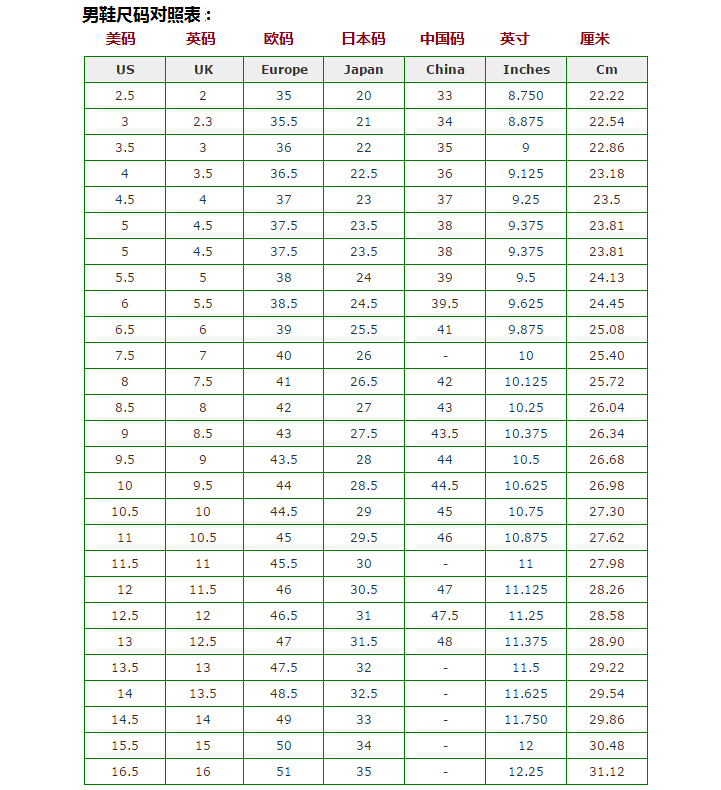 男鞋尺码对照表：
美码 英码 欧码 日本码 中国码 英寸 厘米
US UK Europe Japan China Inches Cm
2.5 2 35 20 33 8.750 22.22
3 2.3 35.5 21 34 8.875 22.54
3.5 3 36 22 35 9 22.86
4 3.5 36.5 22.5 36 9.125 23.18
4.5 4 37 23 37 9.25 23.5
5 4.5 37.5 23.5 38 9.375 23.81
5 4.5 37.5 23.5 38 9.375 23.81
5.5 5 38 24 39 9.5 24.13
6 5.5 38.5 24.5 39.5 9.625 24.45
6.5 6 39 25.5 41 9.875 25.08
7.5 7 40 26 - 10 25.40
8 7.5 41 26.5 42 10.125 25.72
8.5 8 42 27 43 10.25 26.04
9 8.5 43 27.5 43.5 10.375 26.34
9.5 9 43.5 28 44 10.5 26.68
10 9.5 44 28.5 44.5 10.625 26.98
10.5 10 44.5 29 45 10.75 27.30
11 10.5 45 29.5 46 10.875 27.62
11.5 11 45.5 30 - 11 27.98
12 11.5 46 30.5 47 11.125 28.26
12.5 12 46.5 31 47.5 11.25 28.58
13 12.5 47 31.5 48 11.375 28.90
13.5 13 47.5 32 - 11.5 29.22
14 13.5 48.5 32.5 - 11.625 29.54
14.5 14 49 33 - 11.750 29.86
15.5 15 50 34 - 12 30.48
16.5 16 51 35 - 12.25 31.12